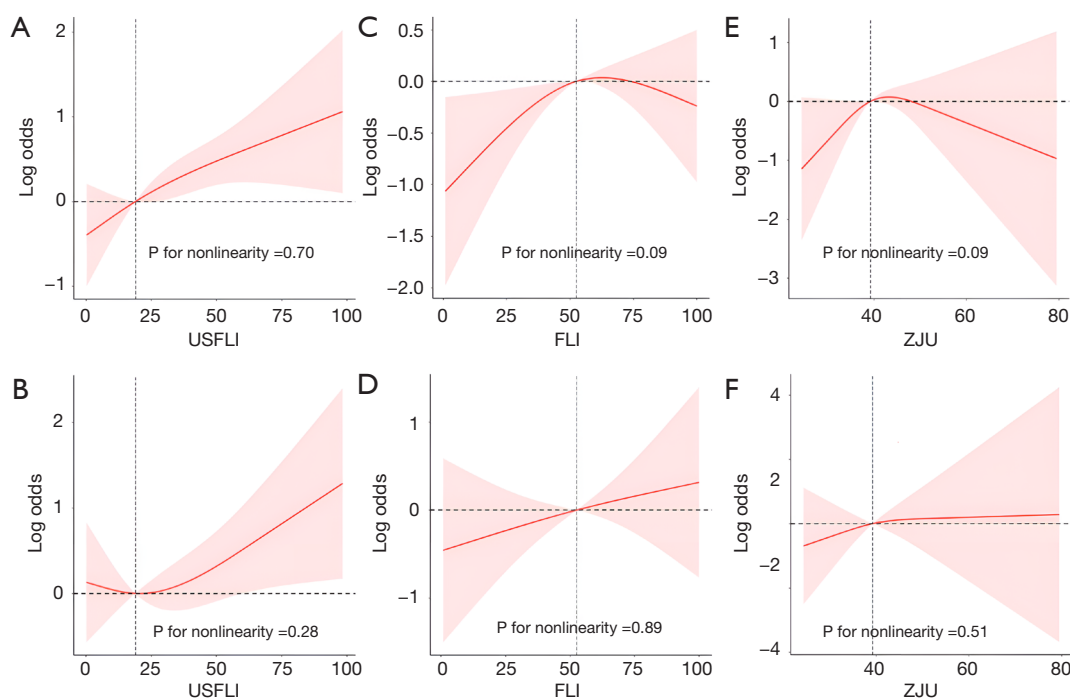 A
2
1
0
−1
Log odds
P for nonlinearity =0.70
0 25 50 75 100
USFLI
C
0.5
0.0
−0.5
−1.0
−1.5
−2.0
Log odds
P for nonlinearity =0.09
0 25 50 75 100
FLI
E
1
0
−1
−2
−3
Log odds
P for nonlinearity =0.09
40 60 80
ZJU
B
2
1
0
Log odds
P for nonlinearity =0.28
0 25 50 75 100
USFLI
D
1
0
−1
Log odds
P for nonlinearity =0.89
0 25 50 75 100
FLI
F
4
2
0
−2
−4
Log odds
P for nonlinearity =0.51
40 60 80
ZJU